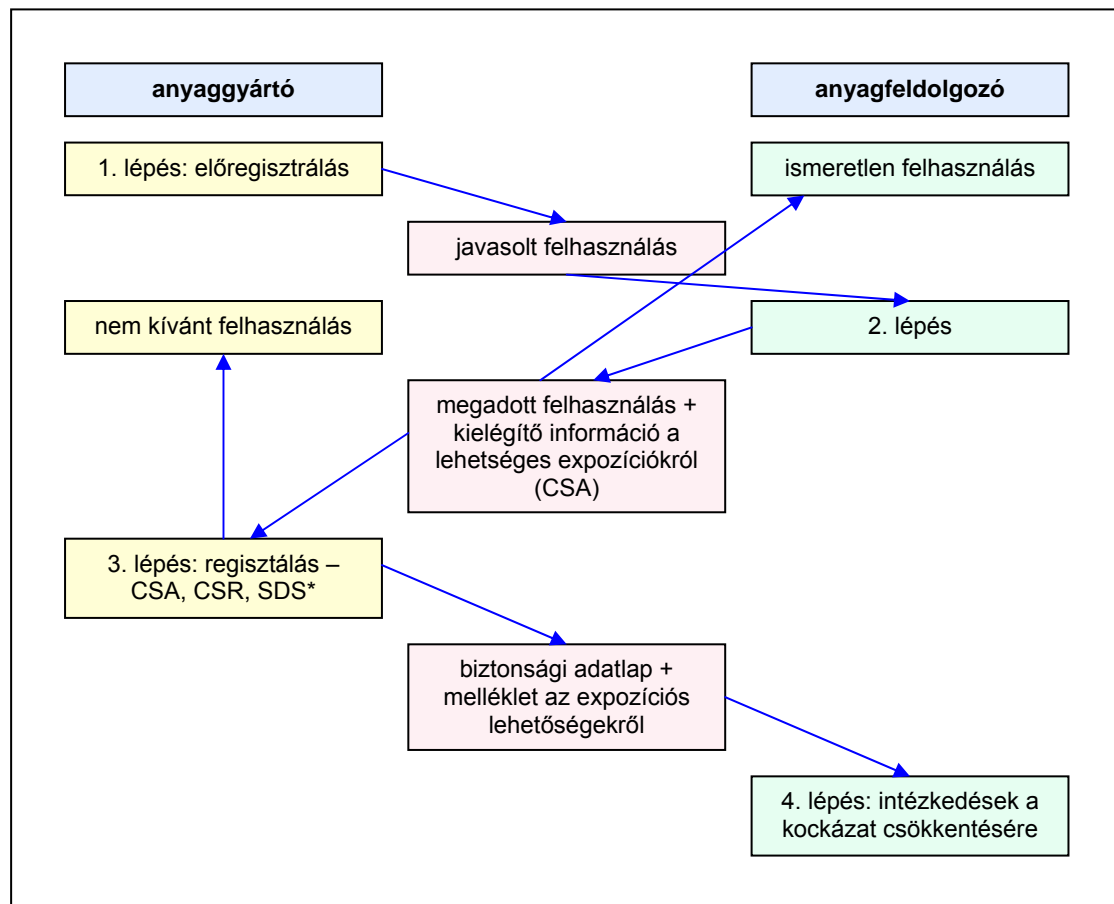 anyaggyártó
anyagfeldolgozó
1. lépés: előregisztrálás
ismeretlen felhasználás
javasolt felhasználás
nem kívánt felhasználás
2. lépés
megadott felhasználás +
kielégítő információ a
lehetséges expozíciókról
(CSA)
3. lépés: regisztálás –
CSA, CSR, SDS*
biztonsági adatlap +
melléklet az expozíciós
lehetőségekről
4. lépés: intézkedések a
kockázat csökkentésére